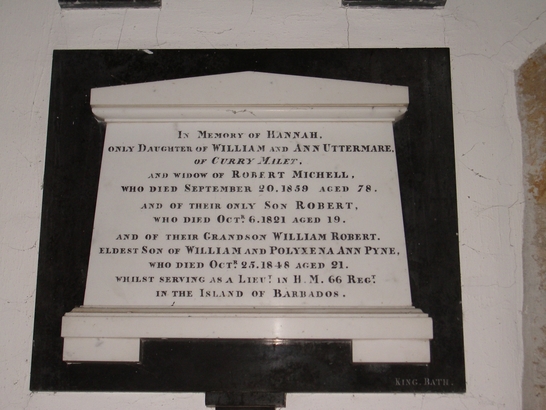 IN MEMORY OF HANNAH,
ONLY DAUGHTER OF WILLIAM AND ANN UTTERMARE,
OF CURRY MILET,
AND WIDOW OF ROBERT MICHELL,
WHO DIED SEPTEMBER 20.1859 AGED 78.
AND OF THEIR ONLY SON ROBERT,
WHO DIED OCTR. 6.1821 AGED 19.
AND OF THEIR GRANDSON WILLIAM ROBERT.
ELDEST SON OF WILLIAM AND POLYXENA ANN PYNE,
WHO DIED OCTR. 25.1848 AGED 21.
WHILST SERVING AS A LIEUT. IN H.M. 66 REGT.
IN THE ISLAND OF BARBADOS.
KING. BATH.